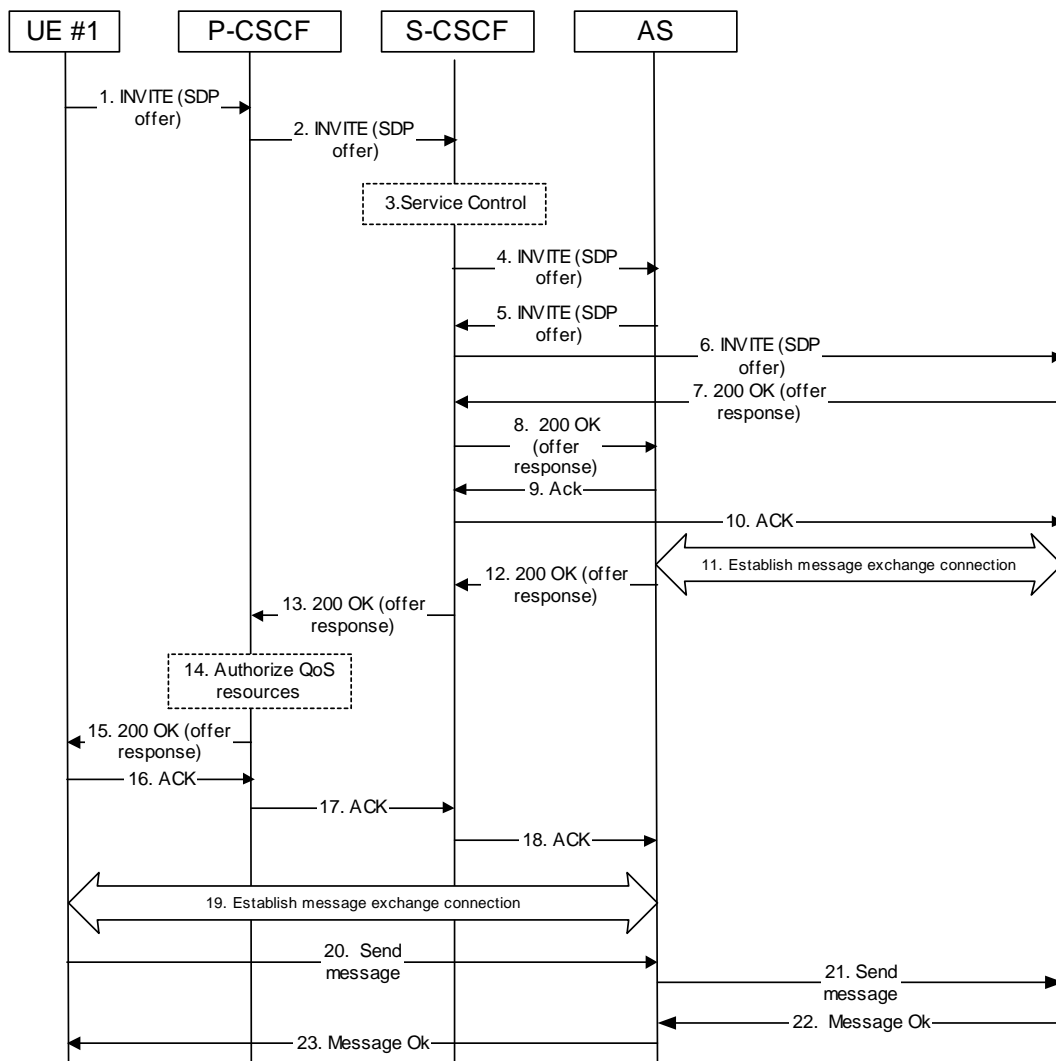 UE #1
P-CSCF
S-CSCF
AS
1. INVITE (SDP
offer)
2. INVITE (SDP
offer)
3.Service Control
4. INVITE (SDP
offer)
5. INVITE (SDP
offer)
6. INVITE (SDP
offer)
7. 200 OK (offer
response)
8. 200 OK
(offer
response)
9. Ack
10. ACK
11. Establish message exchange connection
12. 200 OK (offer
response)
13. 200 OK (offer
response)
14. Authorize QoS
resources
15. 200 OK (offer
response)
16. ACK
17. ACK
18. ACK
19. Establish message exchange connection
20. Send
message
21. Send
message
22. Message Ok
23. Message Ok